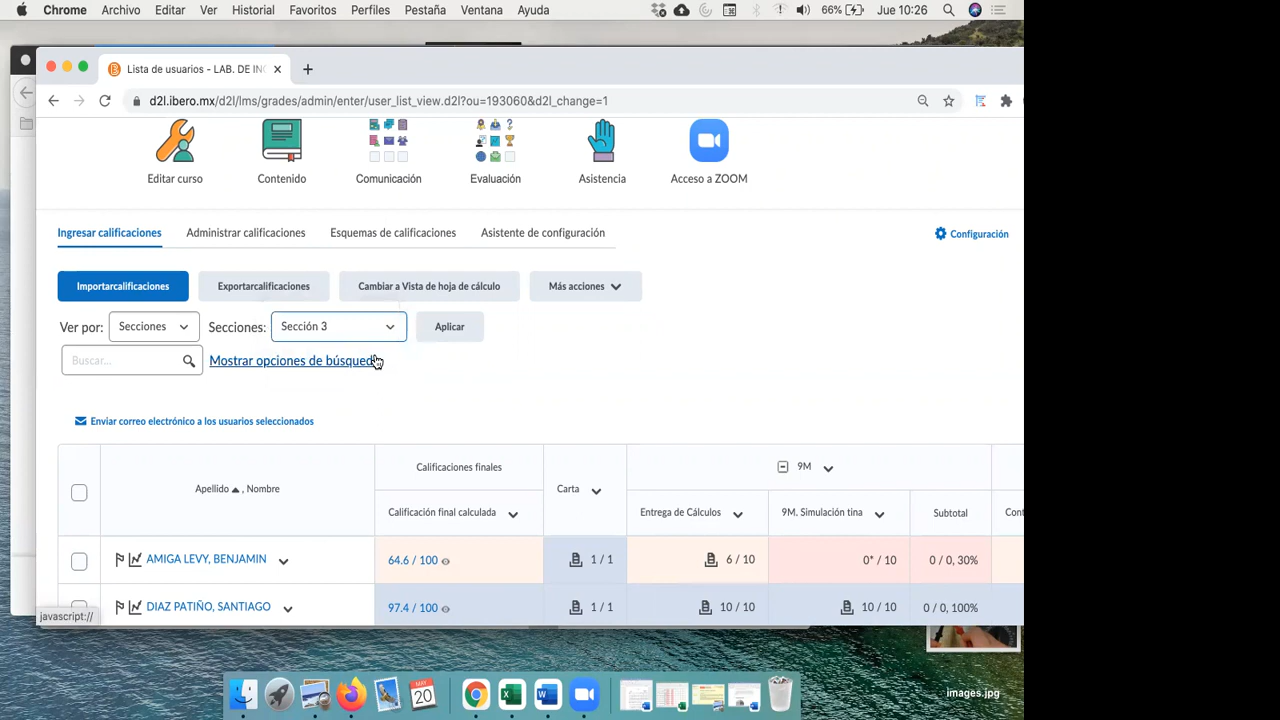 Chrome Archivo Editar Ver Historial Favoritos Perfiles Pestaña Ventana Ayuda 66% Jue 10:26
Lista de usuarios - LAB. DE IN
d2l.ibero.mx/d2l/lms/grades/admin/enter/user_list_view.d2l?ou=193060&d2l_change=1
Editar curso Contenido Comunicación Evaluación Asistencia Acceso a ZOOM
Ingresar calificaciones Administrar calificaciones Esquemas de calificaciones Asistente de configuración Configuración
Importarcalificaciones Exportarcalificaciones Cambiar a Vista de hoja de cálculo Más acciones
Ver por: Secciones Secciones: Sección 3 Aplicar
Buscar... Mostrar opciones de búsqued
Enviar correo electrónico a los usuarios seleccionados
Calificaciones finales 9M
Apellido , Nombre Carta
Calificación final calculada Entrega de Cálculos 9M. Simulación tina Subtotal Cont
AMIGA LEVY, BENJAMIN 64.6 / 100 1 / 1 6 / 10 0* / 10 0 / 0, 30%
DIAZ PATIÑO, SANTIAGO 97.4 / 100 1 / 1 10 / 10 10 / 10 0 / 0, 100%
javascript://
MAY
20
images.jpg